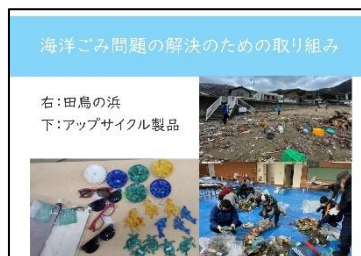 海洋ごみ問題の解決のための取り組み
右：田烏の浜
下：アップサイクル製品